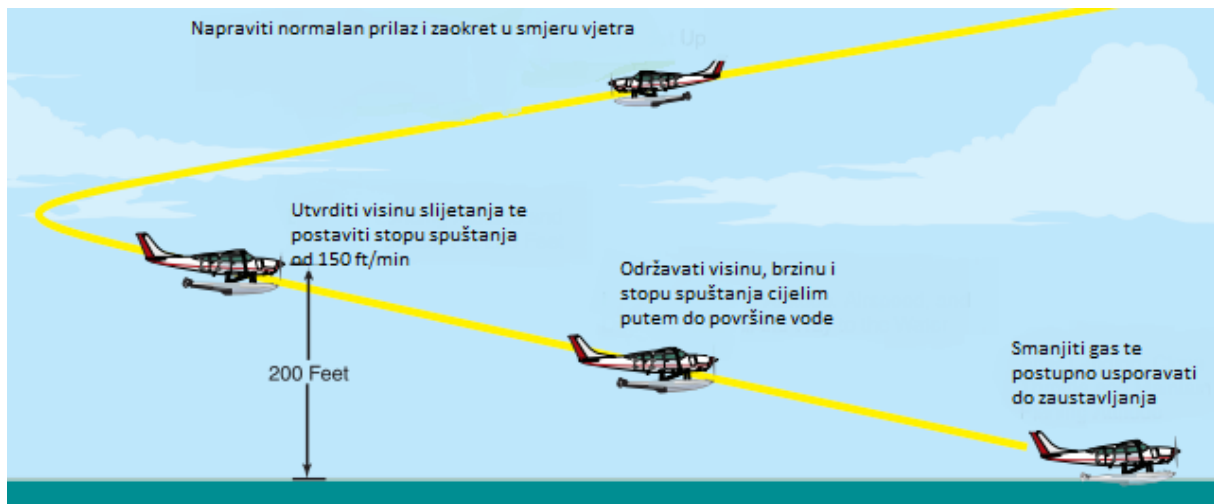 Napraviti normalan prilaz i zaokret u smjeru vjetra
Up
Utvrditi visinu slijetanja te
postaviti stopu spuštanja
od 150 ft/min
200 Feet
Održavati visinu, brzinu i
stopu spuštanja cijelim
putem do površine vode
Smanjiti gas te
postupno usporavati
do zaustavljanja